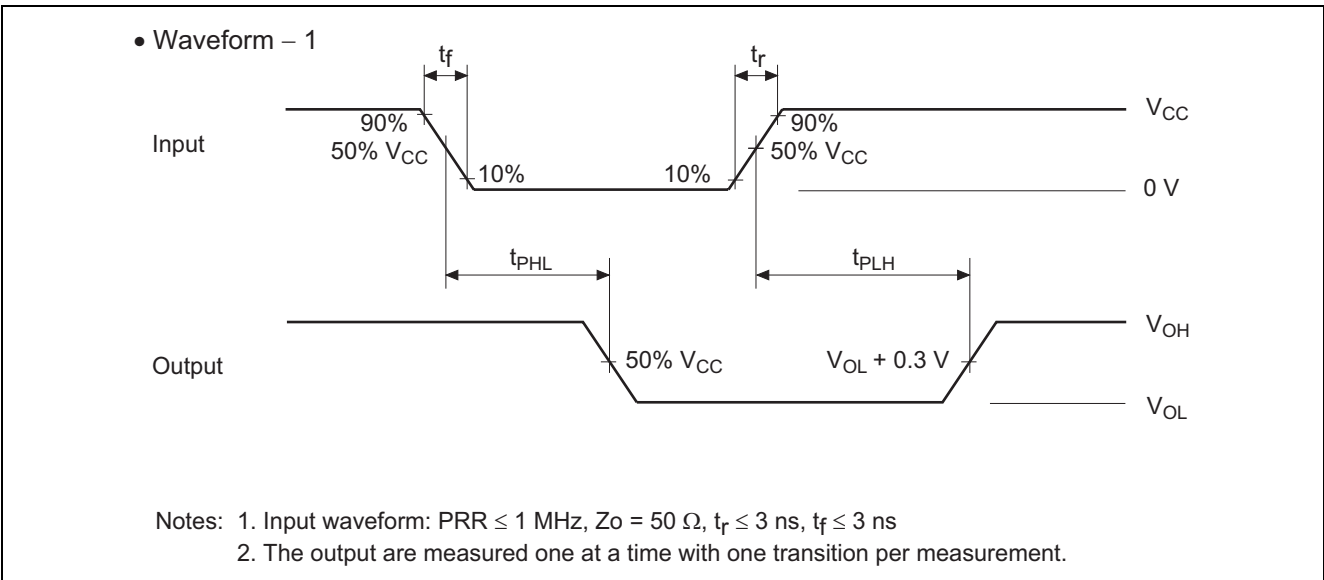 • Waveform – 1
tf
tr
VCC
90%
90%
Input
50% VCC
50% VCC
10%
10%
0 V
tPHL
tPLH
VOH
Output
50% VCC
VOL + 0.3 V
VOL
Notes: 1. Input waveform: PRR ≤ 1 MHz, Zo = 50 Ω, tr ≤ 3 ns, tf ≤ 3 ns
2. The output are measured one at a time with one transition per measurement.